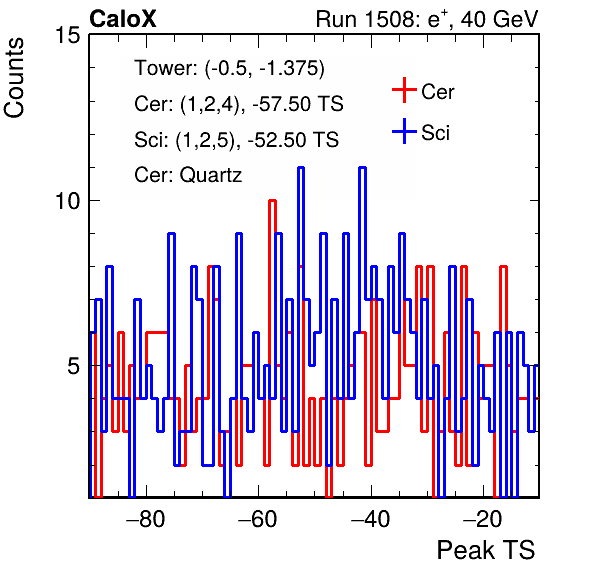 CaloX Run 1508: e⁺, 40 GeV
Counts
15
Tower: (-0.5, -1.375)
Cer: (1,2,4), -57.50 TS
Cer
Sci: (1,2,5), -52.50 TS
Sci
Cer: Quartz
10
5
−80 −60 −40 −20
Peak TS